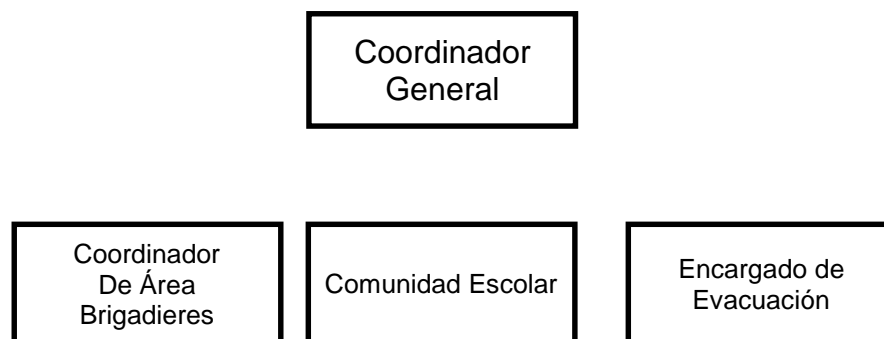 Coordinador
General
Coordinador
De Área
Brigadieres
Comunidad Escolar
Encargado de
Evacuación